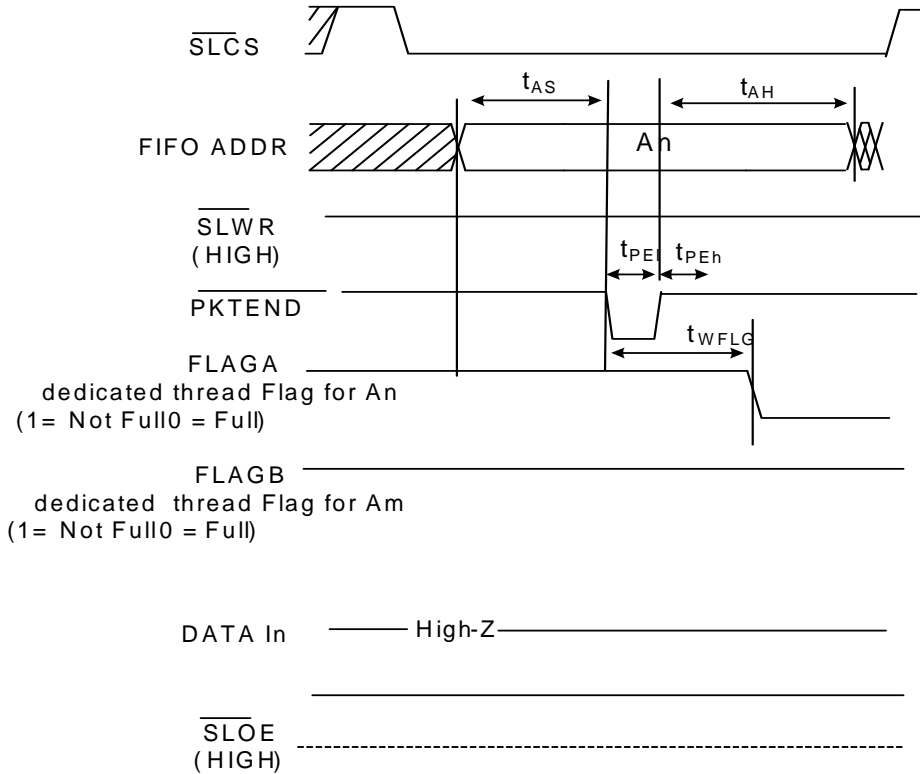 SLCS
tAS
tAH
FIFO ADDR
An
SLWR
(HIGH)
tPEl
tPEh
PKTEND
tWFLG
FLAGA
dedicated thread Flag for An
(1= Not Full0 = Full)
FLAGB
dedicated thread Flag for Am
(1= Not Full0 = Full)
DATA In
High-Z
SLOE
(HIGH)